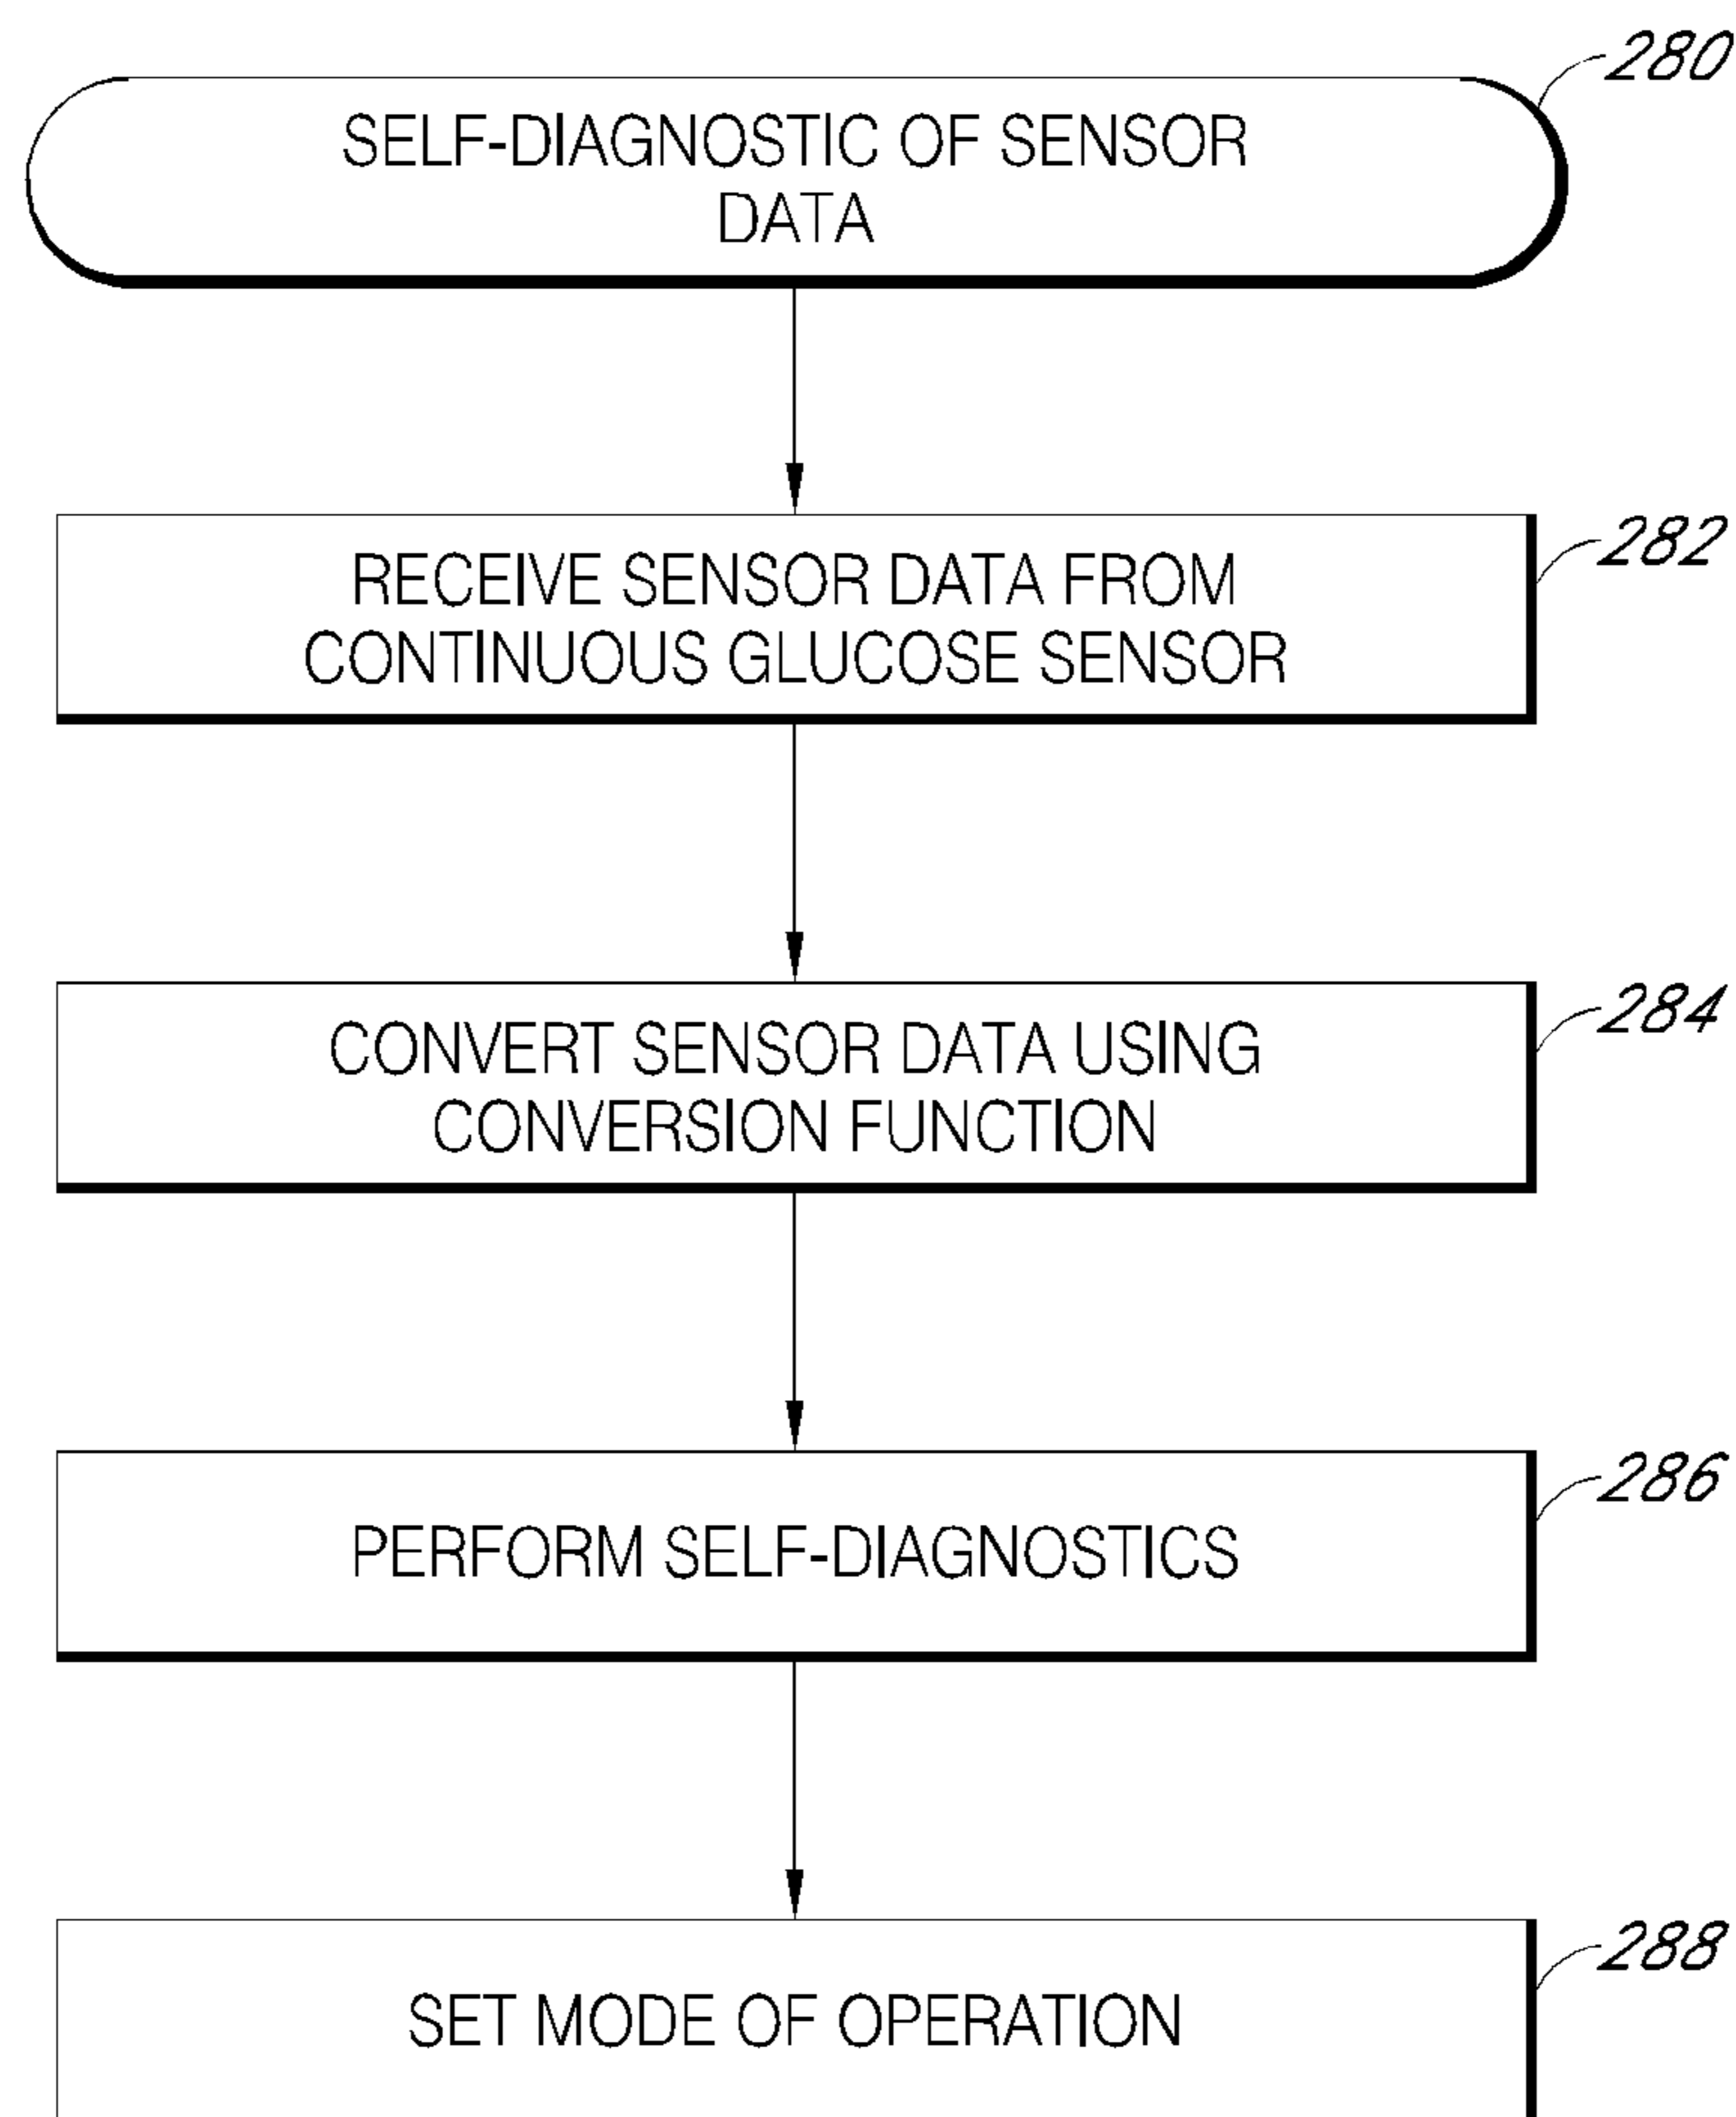 280
SELF-DIAGNOSTIC OF SENSOR
DATA
282
RECEIVE SENSOR DATA FROM
CONTINUOUS GLUCOSE SENSOR
284
CONVERT SENSOR DATA USING
CONVERSION FUNCTION
286
PERFORM SELF-DIAGNOSTICS
288
SET MODE OF OPERATION